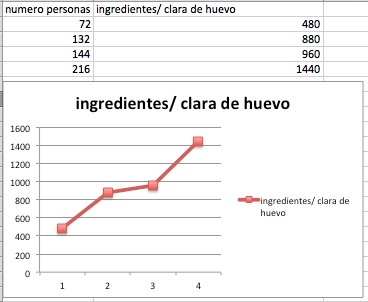 numero personas ingredientes/ clara de huevo
72 480
132 880
144 960
216 1440
ingredientes/ clara de huevo
1600
1400
1200
1000
800
600
400
200
0
1 2 3 4
ingredientes/ clara de
huevo